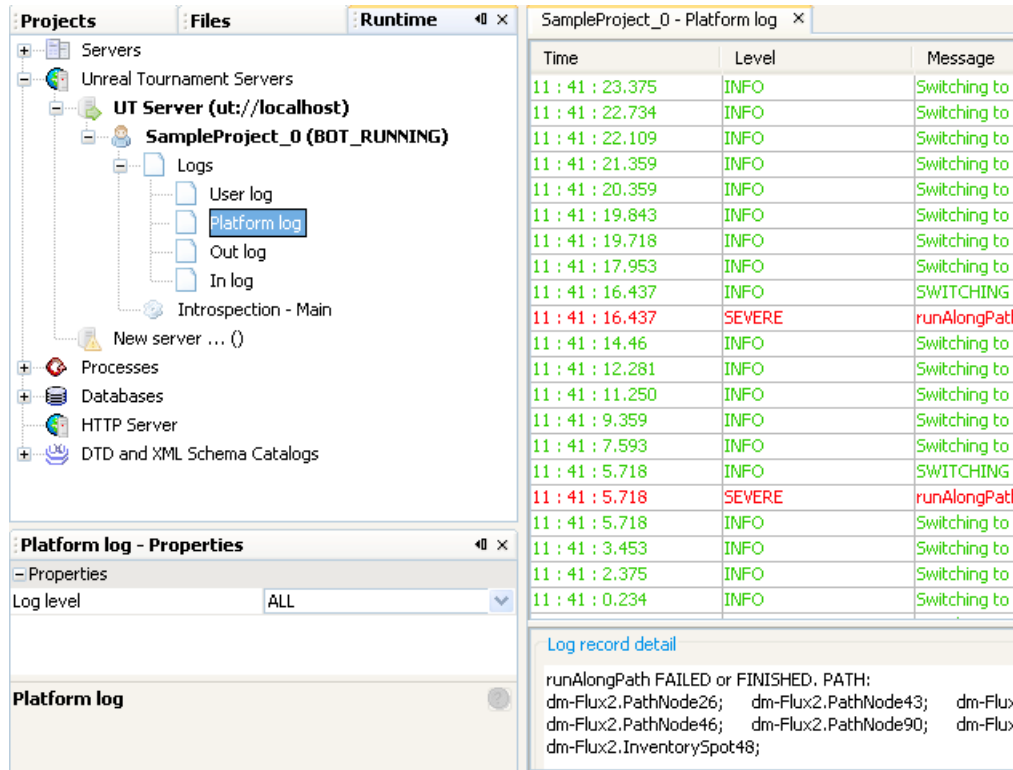 Projects Files Runtime
Servers
Unreal Tournament Servers
UT Server (ut://localhost)
SampleProject_0 (BOT_RUNNING)
Logs
User log
Platform log
Out log
In log
Introspection - Main
New server ... ()
Processes
Databases
HTTP Server
DTD and XML Schema Catalogs
Platform log - Properties
Properties
Log level ALL
Platform log
SampleProject_0 - Platform log
Time Level Message
11 : 41 : 23.375 INFO Switching to
11 : 41 : 22.734 INFO Switching to
11 : 41 : 22.109 INFO Switching to
11 : 41 : 21.359 INFO Switching to
11 : 41 : 20.359 INFO Switching to
11 : 41 : 19.843 INFO Switching to
11 : 41 : 19.718 INFO Switching to
11 : 41 : 17.953 INFO Switching to
11 : 41 : 16.437 INFO SWITCHING
11 : 41 : 16.437 SEVERE runAlongPath
11 : 41 : 14.46 INFO Switching to
11 : 41 : 12.281 INFO Switching to
11 : 41 : 11.250 INFO Switching to
11 : 41 : 9.359 INFO Switching to
11 : 41 : 7.593 INFO Switching to
11 : 41 : 5.718 INFO SWITCHING
11 : 41 : 5.718 SEVERE runAlongPath
11 : 41 : 5.718 INFO Switching to
11 : 41 : 3.453 INFO Switching to
11 : 41 : 2.375 INFO Switching to
11 : 41 : 0.234 INFO Switching to
Log record detail
runAlongPath FAILED or FINISHED. PATH:
dm-Flux2.PathNode26; dm-Flux2.PathNode43; dm-Flux
dm-Flux2.PathNode46; dm-Flux2.PathNode90; dm-Flux
dm-Flux2.InventorySpot48;